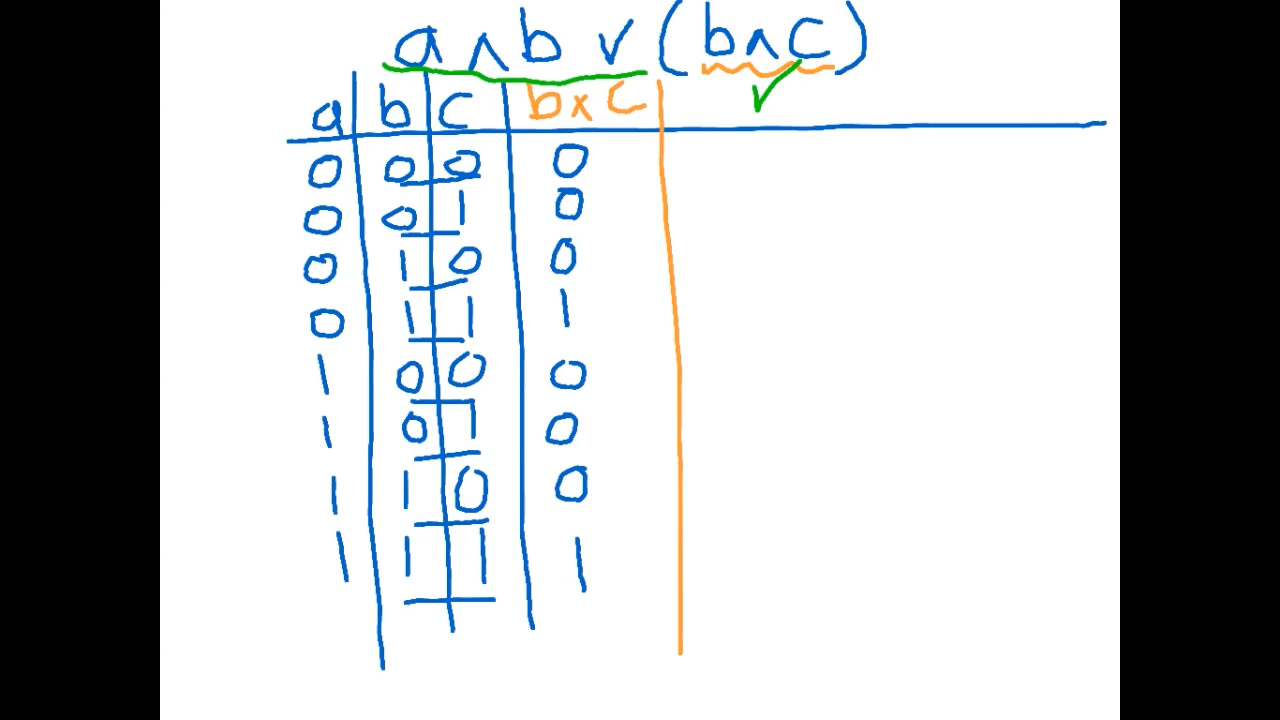 a ∧ b ∨ (b ∧ c)
a b c b x c
0 0 0 0
0 0 1 0
0 1 0 0
0 1 1 1
1 0 0 0
1 0 1 0
1 1 0 0
1 1 1 1